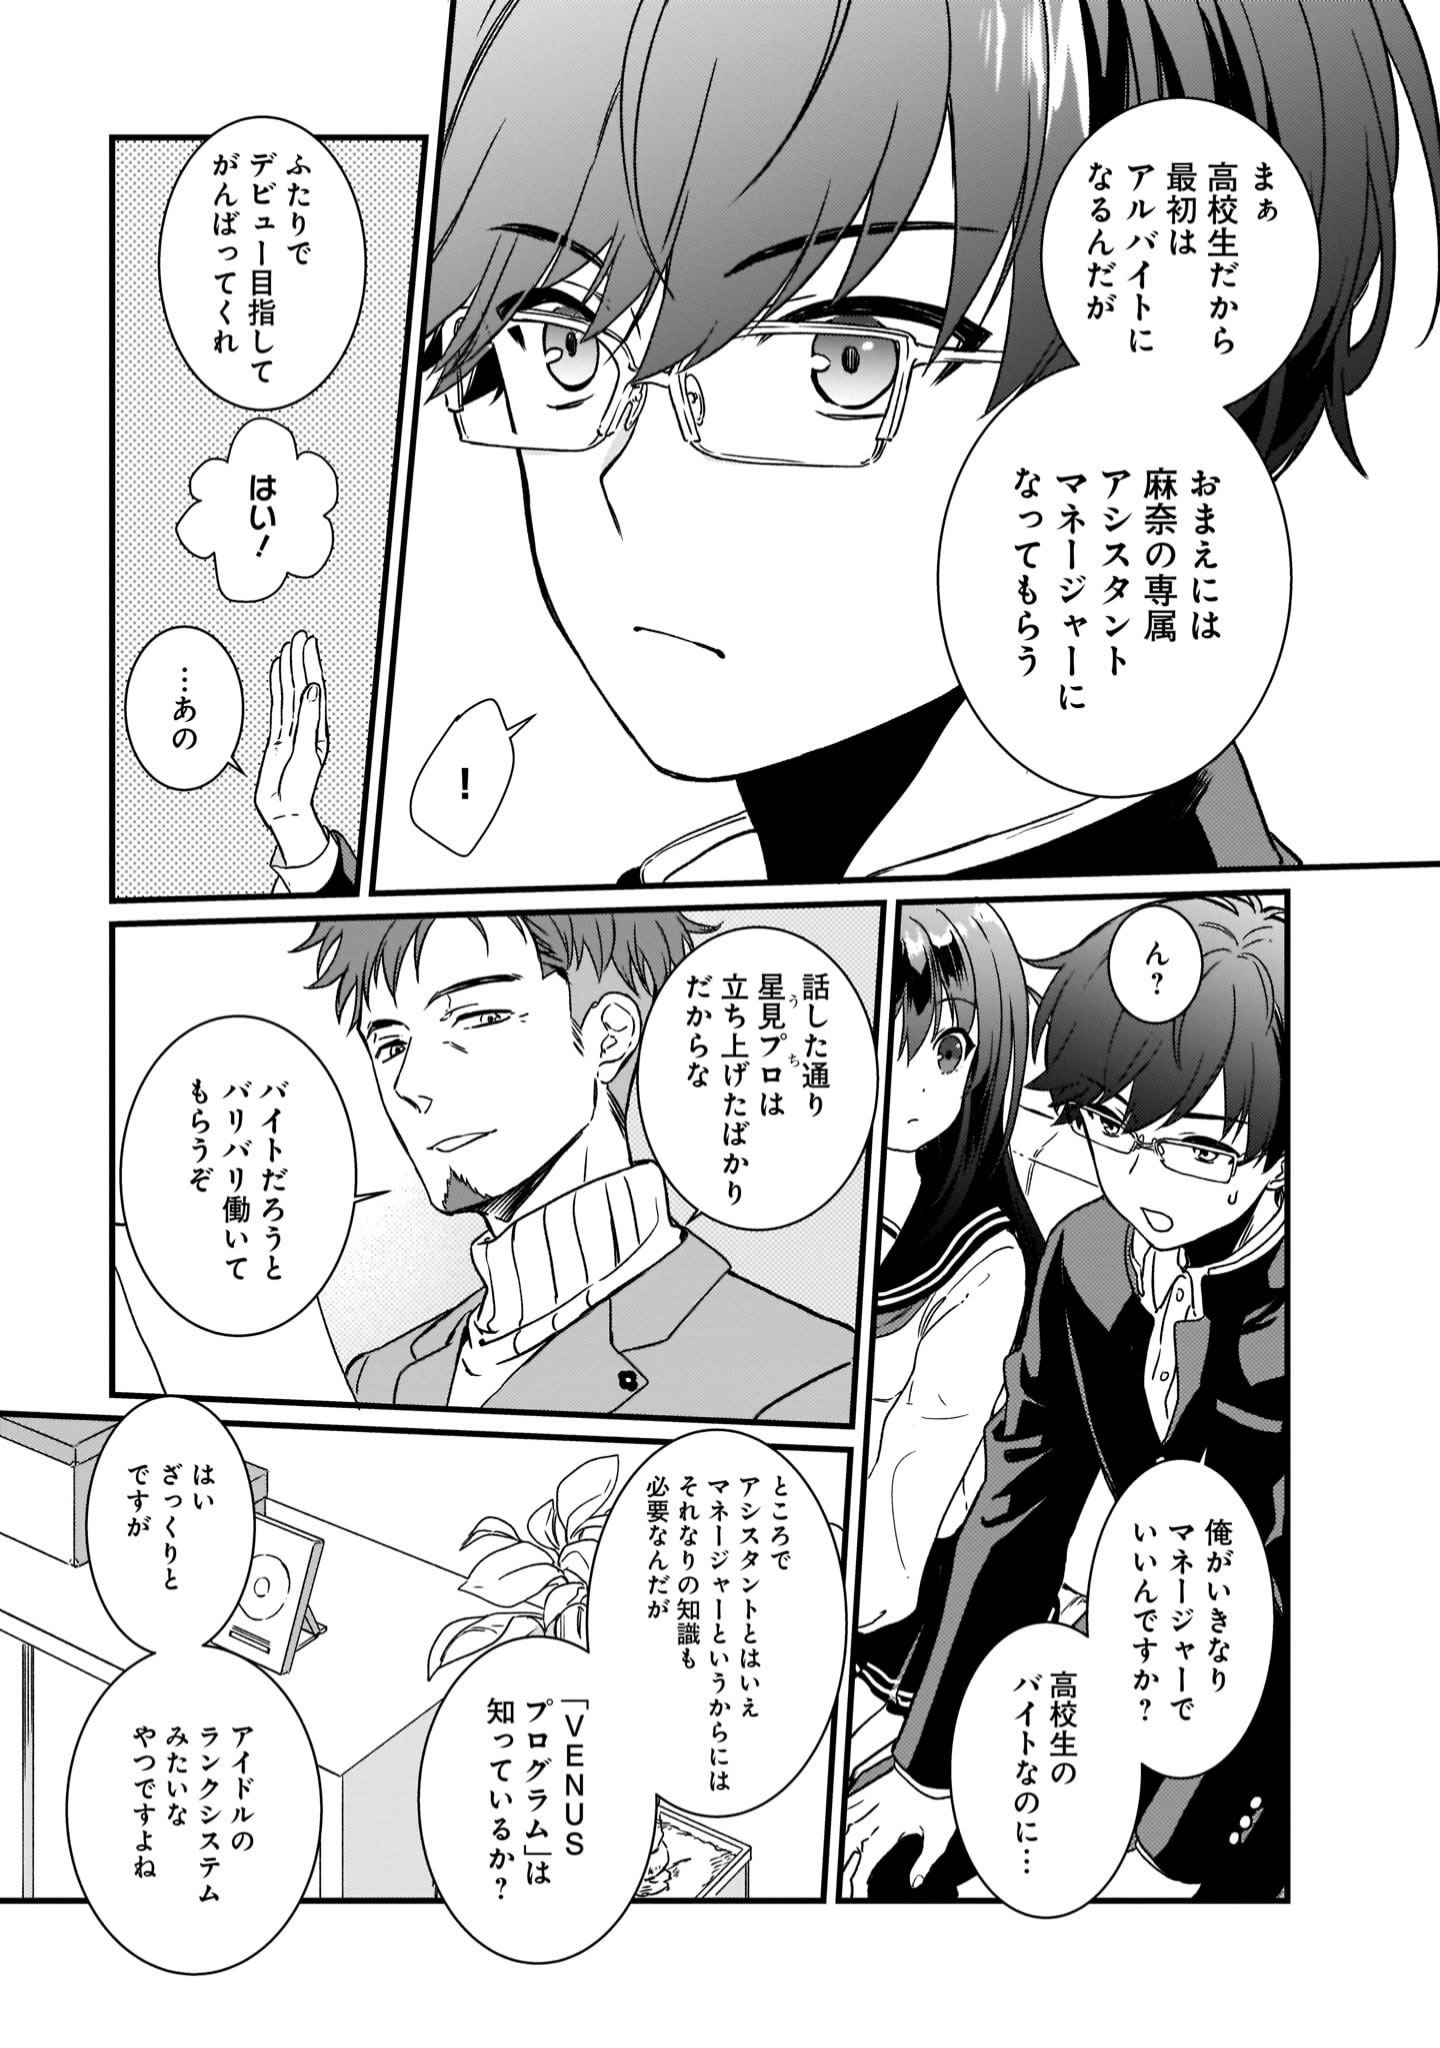 まぁ
高校生だから
最初は
アルバイトに
なるんだが
おまえには
麻奈の専属
アシスタント
マネージャーに
なってもらう
！
ふたりで
デビュー目指して
がんばってくれ
はい！
…あの
ん？
俺がいきなり
マネージャーで
いいんですか？
高校生の
バイトなのに…
話した通り
星見プロは
うち
立ち上げたばかり
だからな
バイトだろうと
バリバリ働いて
もらうぞ
ところで
アシスタントとはいえ
マネージャーというからには
それなりの知識も
必要なんだが
「VENUS
プログラム」は
知っているか？
はい
ざっくりと
ですが
アイドルの
ランクシステム
みたいな
やつですよね